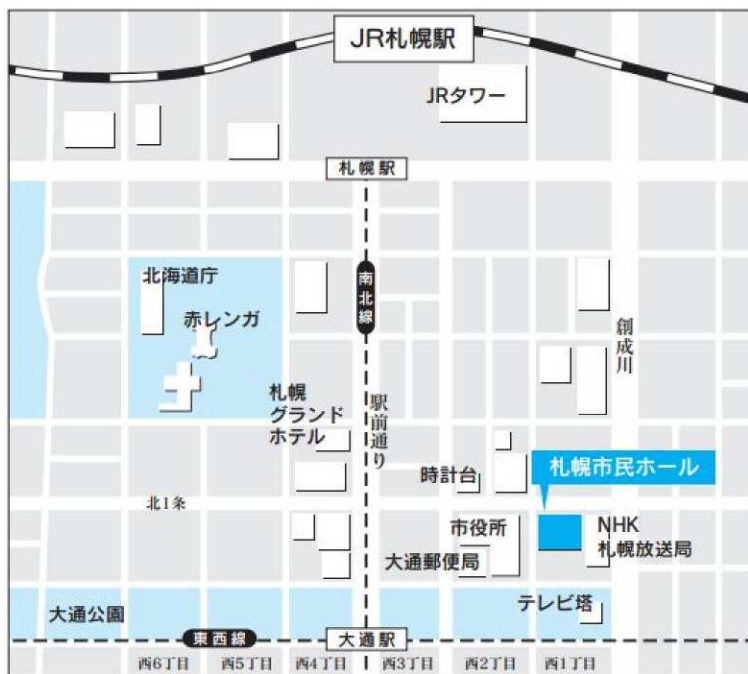 JR札幌駅
JRタワー
札幌駅
北海道庁
赤レンガ
南北線
創成川
札幌
グランド
ホテル
駅前通り
時計台
札幌市民ホール
北1条
市役所
NHK
札幌放送局
大通郵便局
大通公園
テレビ塔
東西線
大通駅
西6丁目
西5丁目
西4丁目
西3丁目
西2丁目
西1丁目